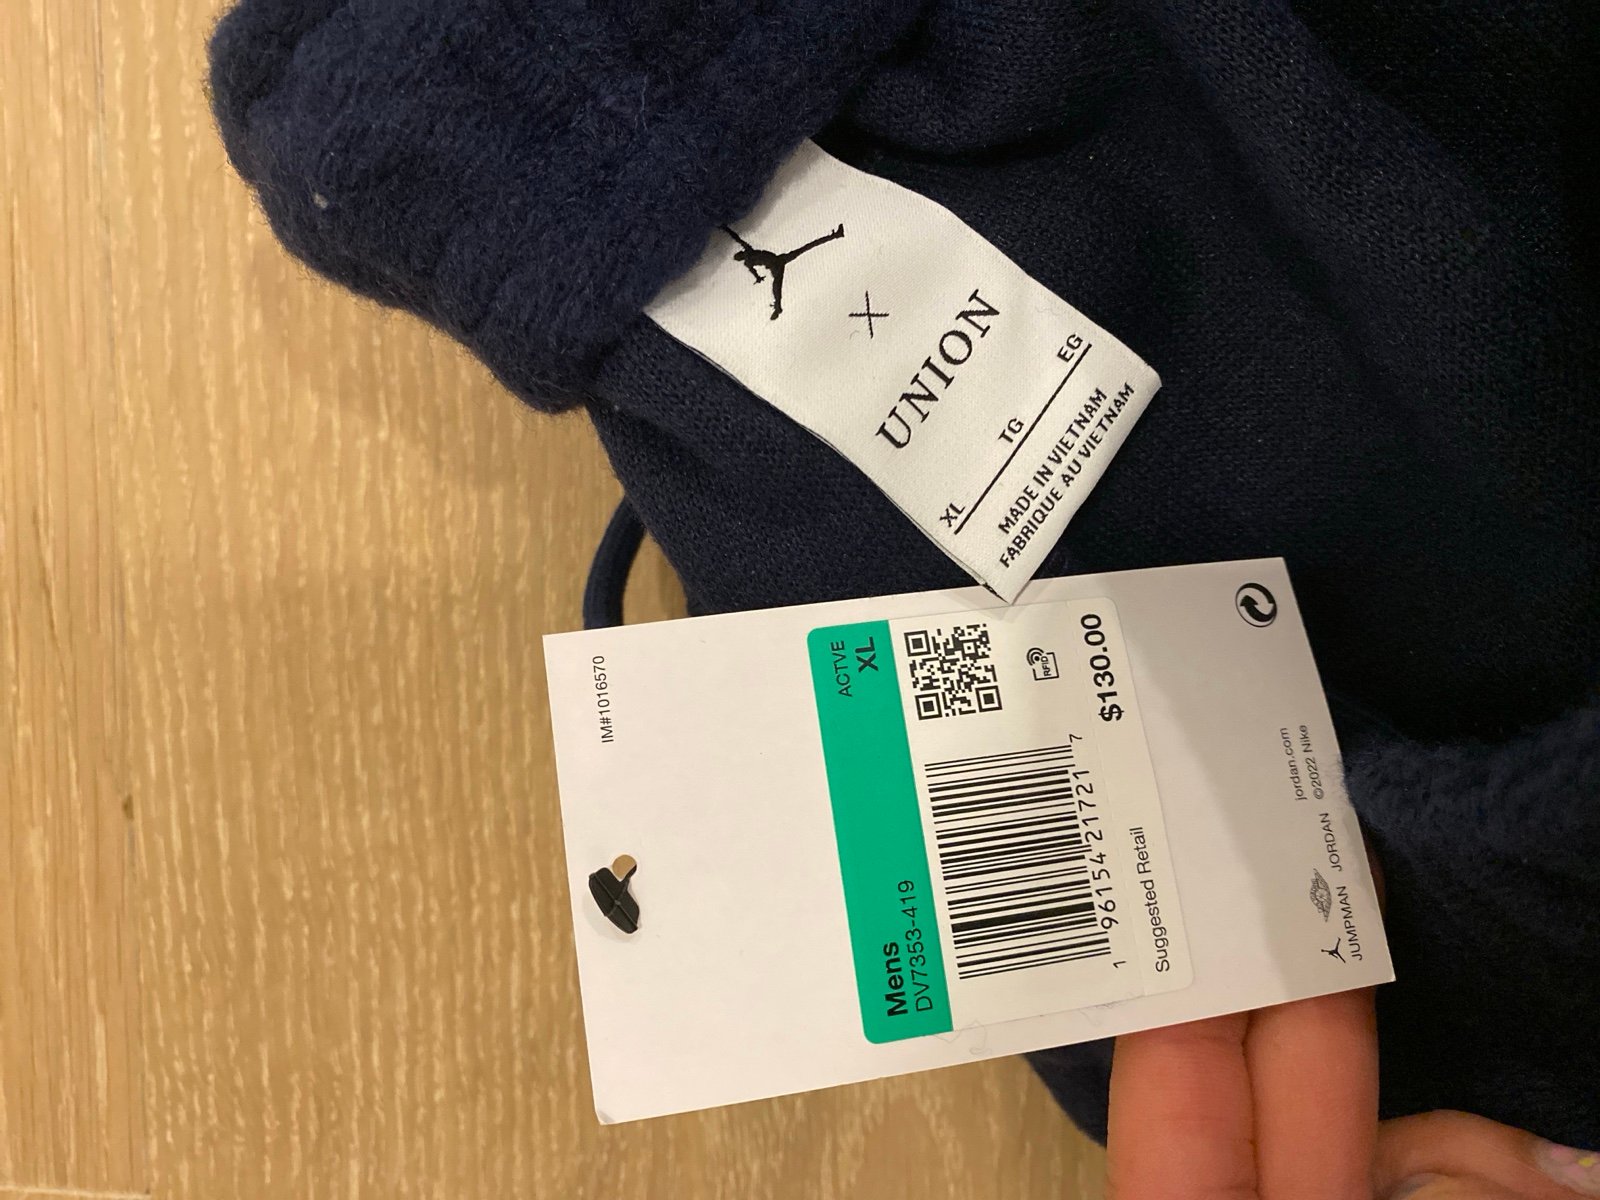 X
UNION
XL TG EG
MADE IN VIETNAM
FABRIQUE AU VIETNAM
IM#1016570
Mens ACTVE
DV7353-419 XL
RFID
1 96154 21721 7
Suggested Retail $130.00
JUMPMAN JORDAN jordan.com
©2022 Nike